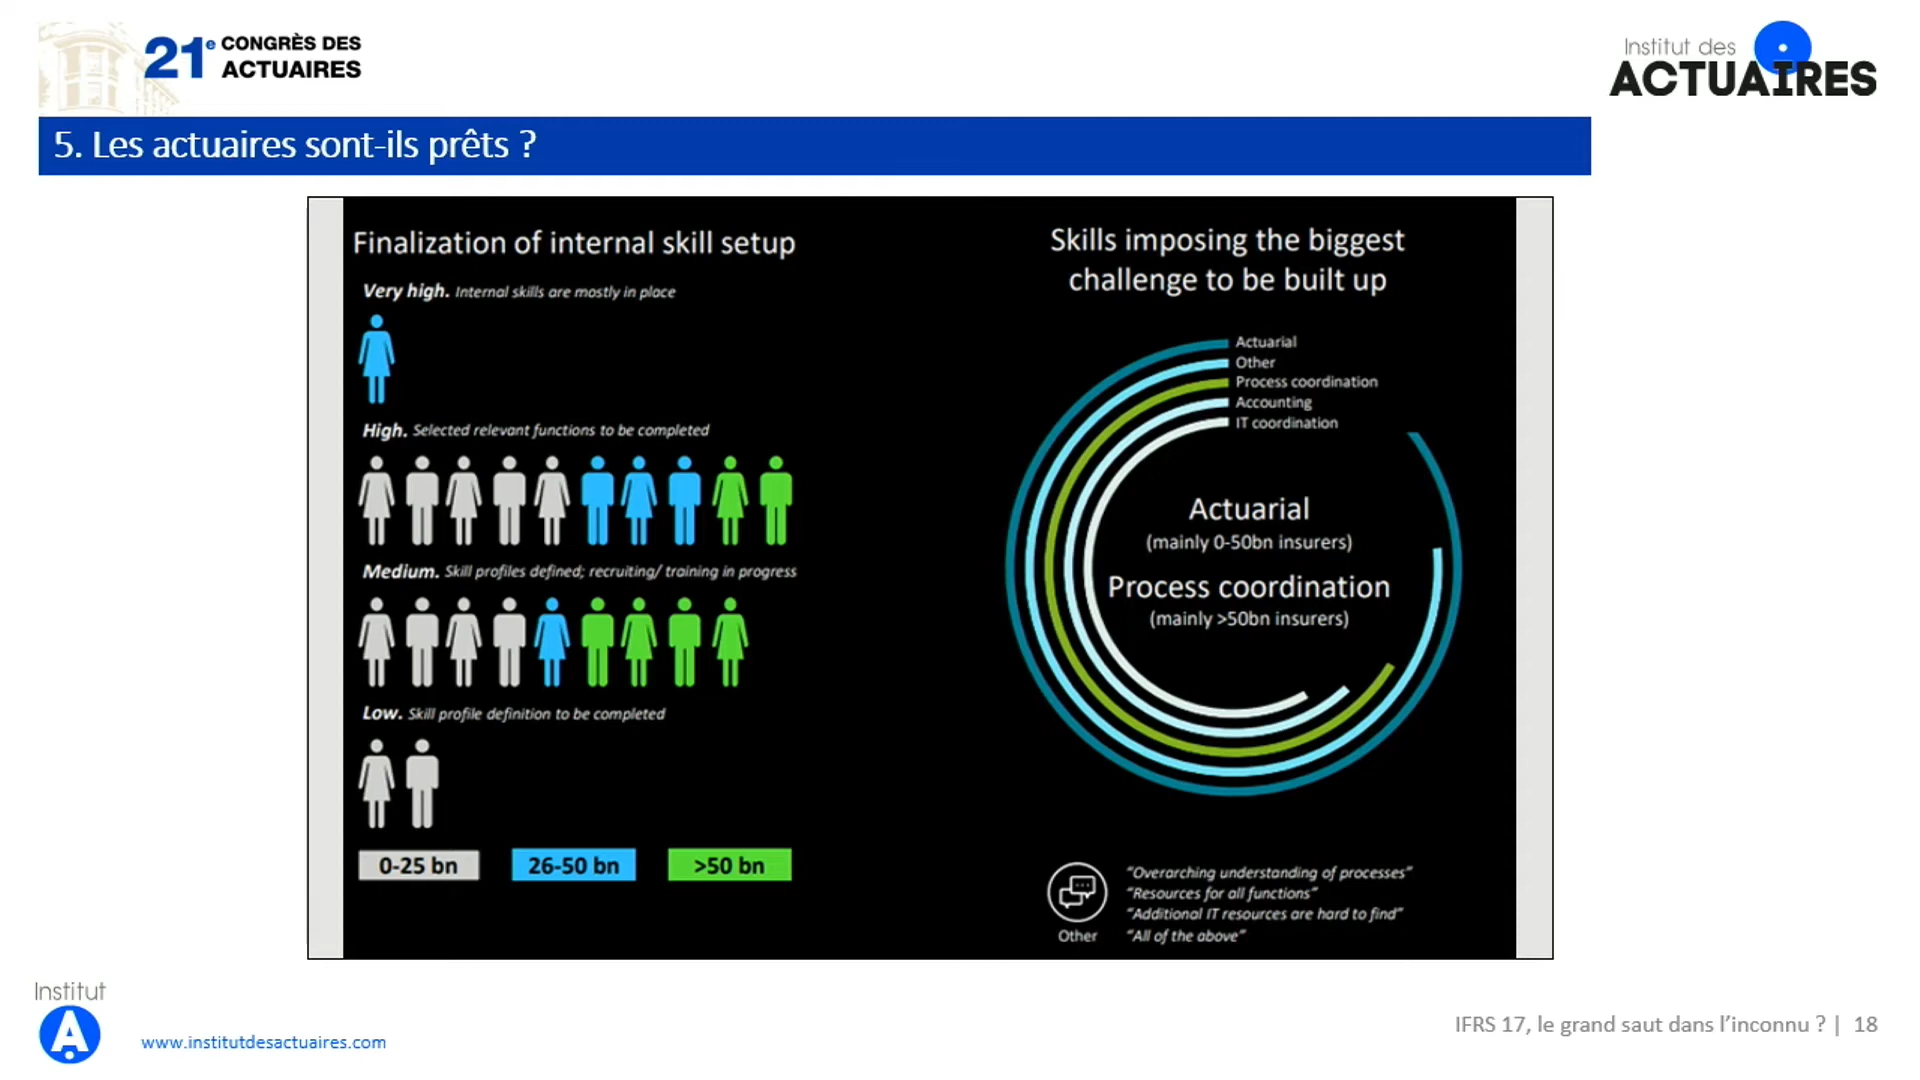 21e CONGRÈS DES
ACTUAIRES
Institut des
ACTUAIRES
5. Les actuaires sont-ils prêts ?
Finalization of internal skill setup
Very high. Internal skills are mostly in place
High. Selected relevant functions to be completed
Medium. Skill profiles defined; recruiting/ training in progress
Low. Skill profile definition to be completed
0-25 bn
26-50 bn
>50 bn
Skills imposing the biggest
challenge to be built up
Actuarial
Other
Process coordination
Accounting
IT coordination
Actuarial
(mainly 0-50bn insurers)
Process coordination
(mainly >50bn insurers)
Other
"Overarching understanding of processes"
"Resources for all functions"
"Additional IT resources are hard to find"
"All of the above"
Institut
A
www.institutdesactuaires.com
IFRS 17, le grand saut dans l'inconnu ? | 18